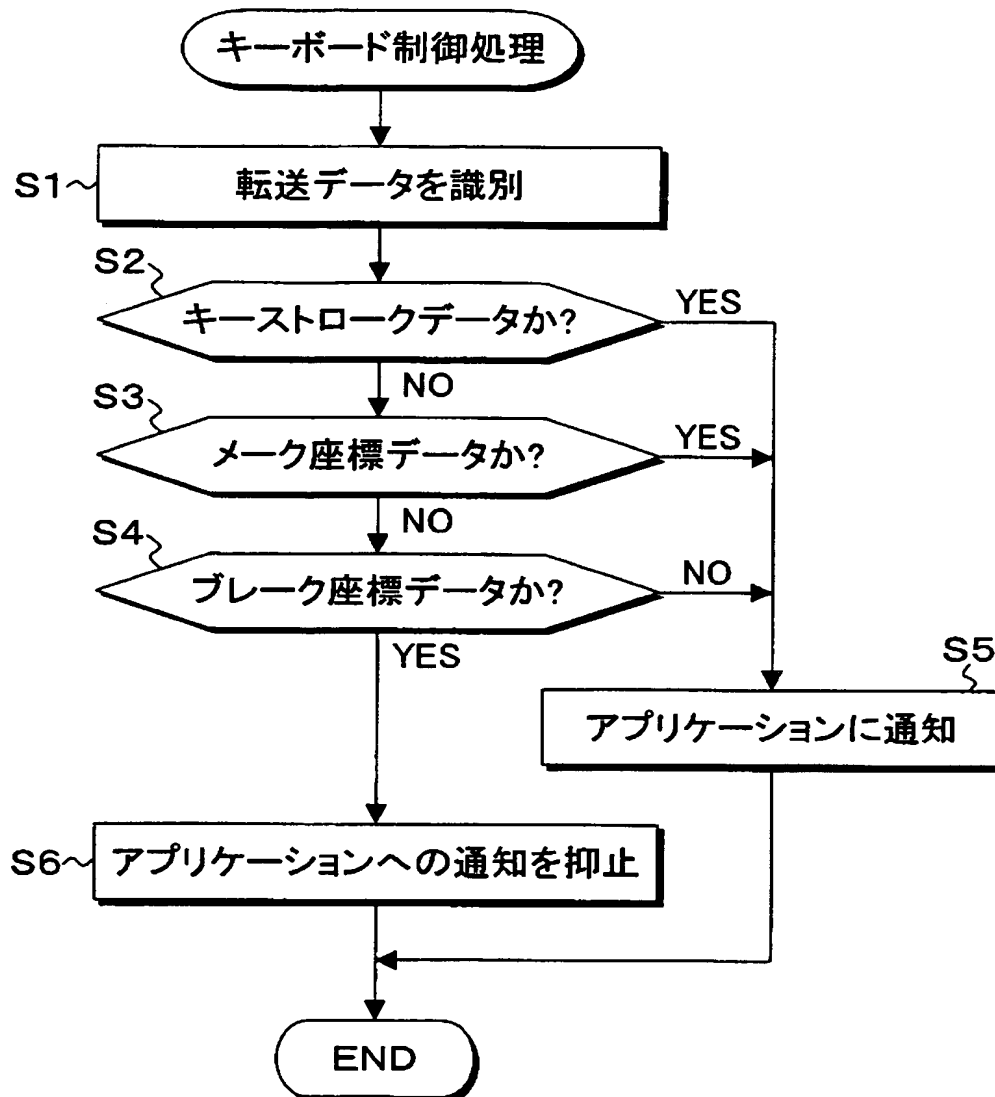 キーボード制御処理
S1
転送データを識別
S2
キーストロークデータか?
YES
NO
S3
メーク座標データか?
YES
NO
S4
ブレーク座標データか?
NO
YES
S5
アプリケーションに通知
S6
アプリケーションへの通知を抑止
END